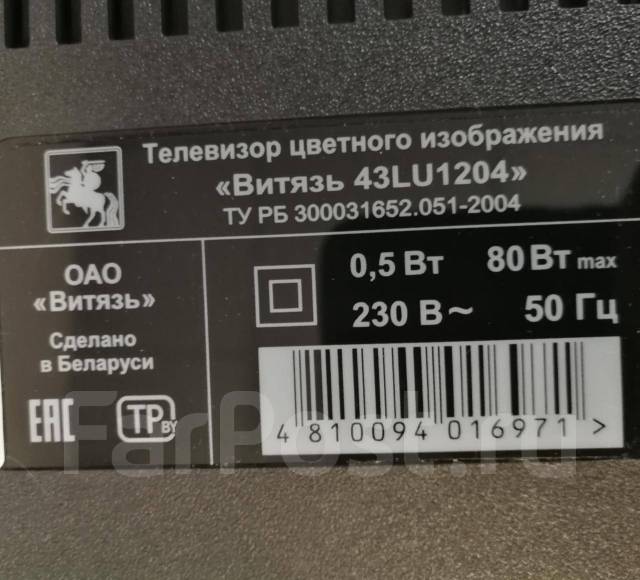 Телевизор цветного изображения
«Витязь 43LU1204»
ТУ РБ 300031652.051-2004
ОАО
«Витязь»
Сделано
в Беларуси
0,5 Вт 80 Вт max
230 В ~ 50 Гц
EAC TP BY
4 810094 016971 >
FarPost.ru